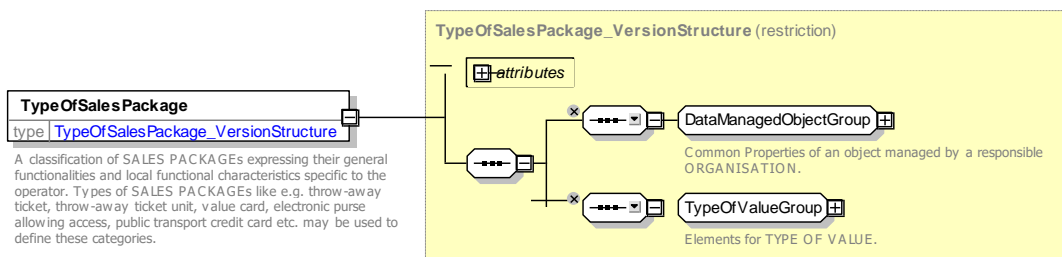 TypeOfSalesPackage_VersionStructure (restriction)
attributes
TypeOfSalesPackage
type TypeOfSalesPackage_VersionStructure
A classification of SALES PACKAGEs expressing their general
functionalities and local functional characteristics specific to the
operator. Types of SALES PACKAGEs like e.g. throw-away
ticket, throw-away ticket unit, value card, electronic purse
allowing access, public transport credit card etc. may be used to
define these categories.
DataManagedObjectGroup
Common Properties of an object managed by a responsible
ORGANISATION.
TypeOfValueGroup
Elements for TYPE OF VALUE.